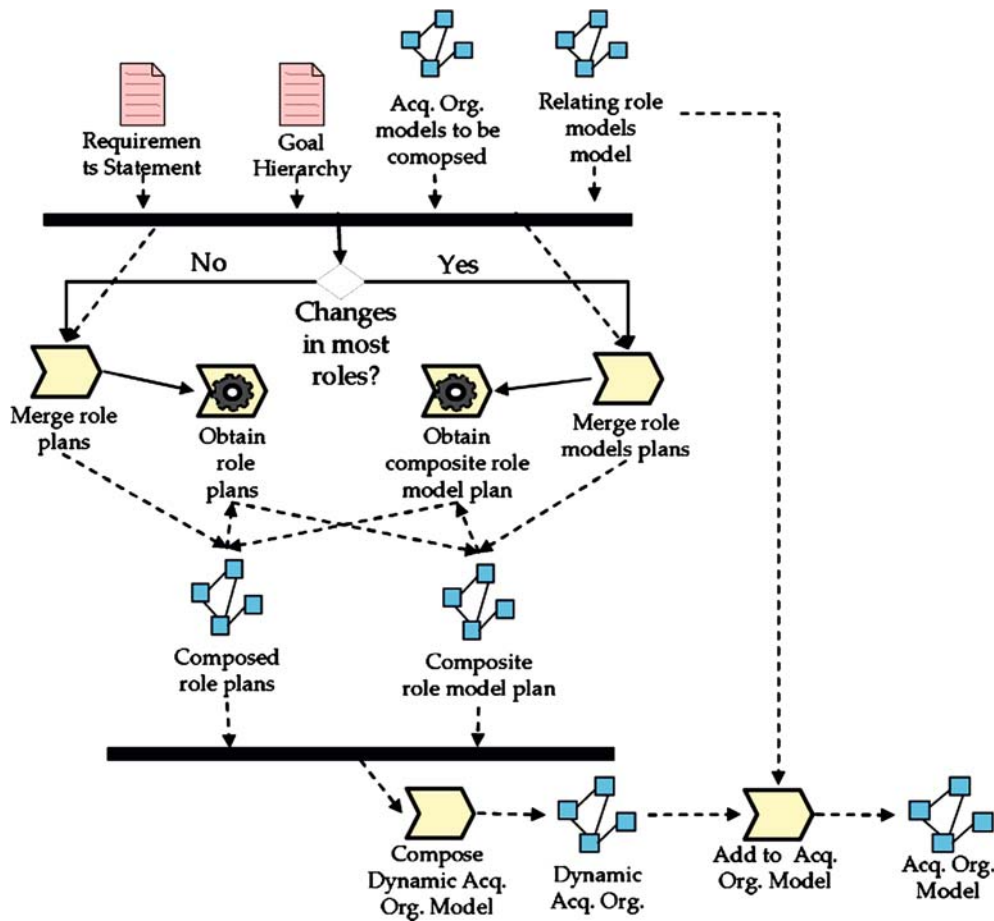 Requiremen
ts Statement
Goal
Hierarchy
Acq. Org.
models to be
comopsed
Relating role
models
model
No
Yes
Changes
in most
roles?
Merge role
plans
Obtain
role
plans
Obtain
composite role
model plan
Merge role
models plans
Composed
role plans
Composite
role model plan
Compose
Dynamic Acq.
Org. Model
Dynamic
Acq. Org.
Add to Acq.
Org. Model
Acq. Org.
Model